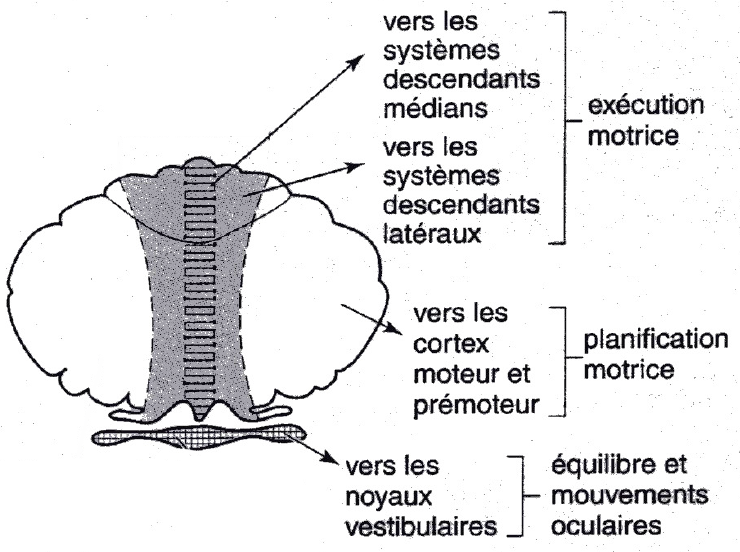 vers les
systèmes
descendants
médians
exécution
motrice
vers les
systèmes
descendants
latéraux
vers les
cortex
moteur et
prémoteur
planification
motrice
vers les
noyaux
vestibulaires
équilibre et
mouvements
oculaires